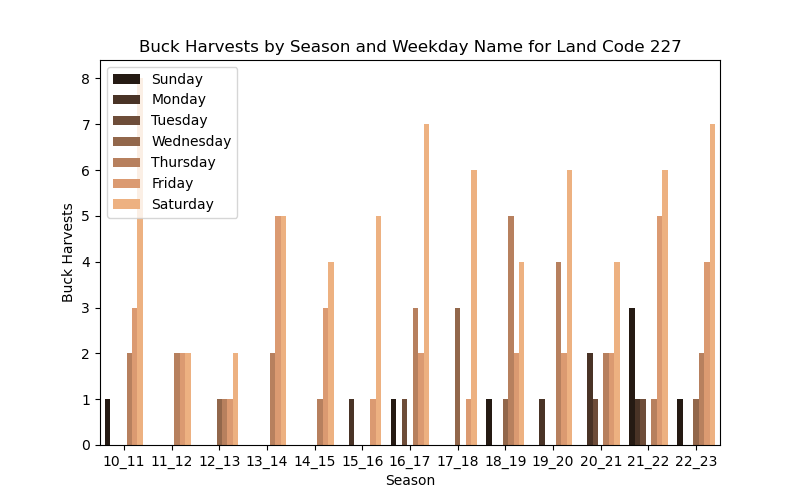 Buck Harvests by Season and Weekday Name for Land Code 227
Buck Harvests
8
7
6
5
4
3
2
1
0
Sunday
Monday
Tuesday
Wednesday
Thursday
Friday
Saturday
10_11 11_12 12_13 13_14 14_15 15_16 16_17 17_18 18_19 19_20 20_21 21_22 22_23
Season